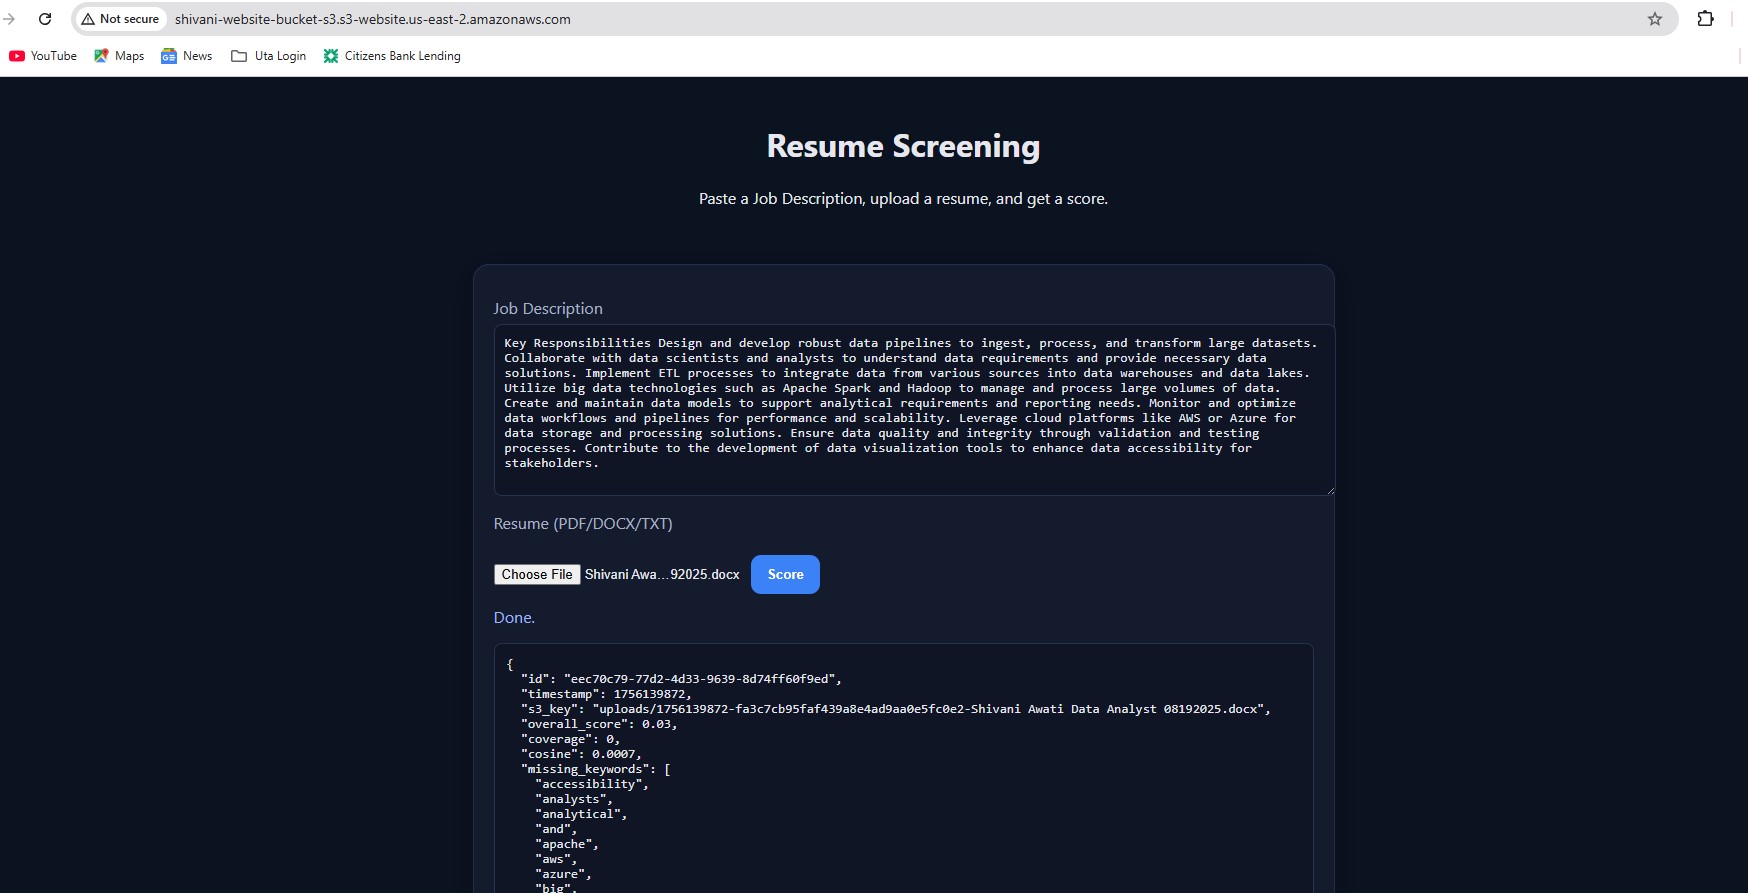 Not secure
shivani-website-bucket-s3.s3-website.us-east-2.amazonaws.com
YouTube
Maps
News
Uta Login
Citizens Bank Lending
Resume Screening
Paste a Job Description, upload a resume, and get a score.
Job Description
Key Responsibilities Design and develop robust data pipelines to ingest, process, and transform large datasets.
Collaborate with data scientists and analysts to understand data requirements and provide necessary data
solutions. Implement ETL processes to integrate data from various sources into data warehouses and data lakes.
Utilize big data technologies such as Apache Spark and Hadoop to manage and process large volumes of data.
Create and maintain data models to support analytical requirements and reporting needs. Monitor and optimize
data workflows and pipelines for performance and scalability. Leverage cloud platforms like AWS or Azure for
data storage and processing solutions. Ensure data quality and integrity through validation and testing
processes. Contribute to the development of data visualization tools to enhance data accessibility for
stakeholders.
Resume (PDF/DOCX/TXT)
Choose File Shivani Awa...92025.docx Score
Done.
{
"id": "eec70c79-77d2-4d33-9639-8d74ff60f9ed",
"timestamp": 1756139872,
"s3_key": "uploads/1756139872-fa3c7cb95faf439a8e4ad9aa0e5fc0e2-Shivani Awati Data Analyst 08192025.docx",
"overall_score": 0.03,
"coverage": 0,
"cosine": 0.0007,
"missing_keywords": [
"accessibility",
"analysts",
"analytical",
"and",
"apache",
"aws",
"azure",
"big",